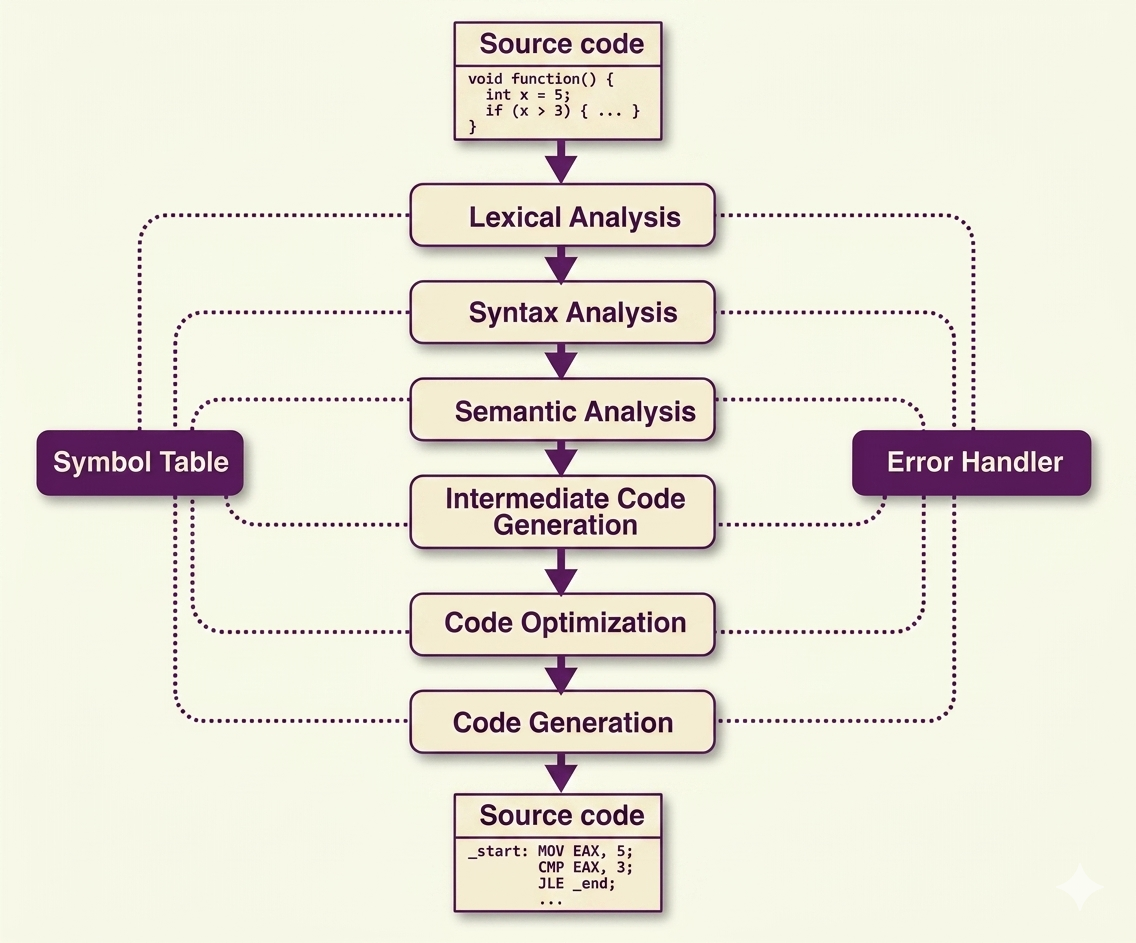 Source code
void function() {
  int x = 5;
  if (x > 3) { ... }
}
Lexical Analysis
Syntax Analysis
Semantic Analysis
Symbol Table
Error Handler
Intermediate Code
Generation
Code Optimization
Code Generation
Source code
_start: MOV EAX, 5;
        CMP EAX, 3;
        JLE _end;
        ...